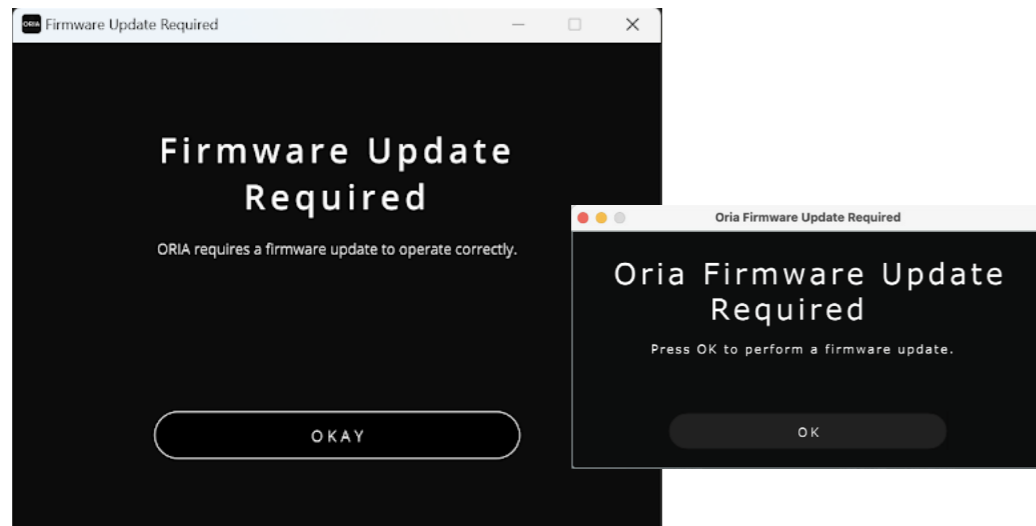 ORIA Firmware Update Required
Firmware Update
Required
ORIA requires a firmware update to operate correctly.
OKAY
Oria Firmware Update Required
Oria Firmware Update
Required
Press OK to perform a firmware update.
OK